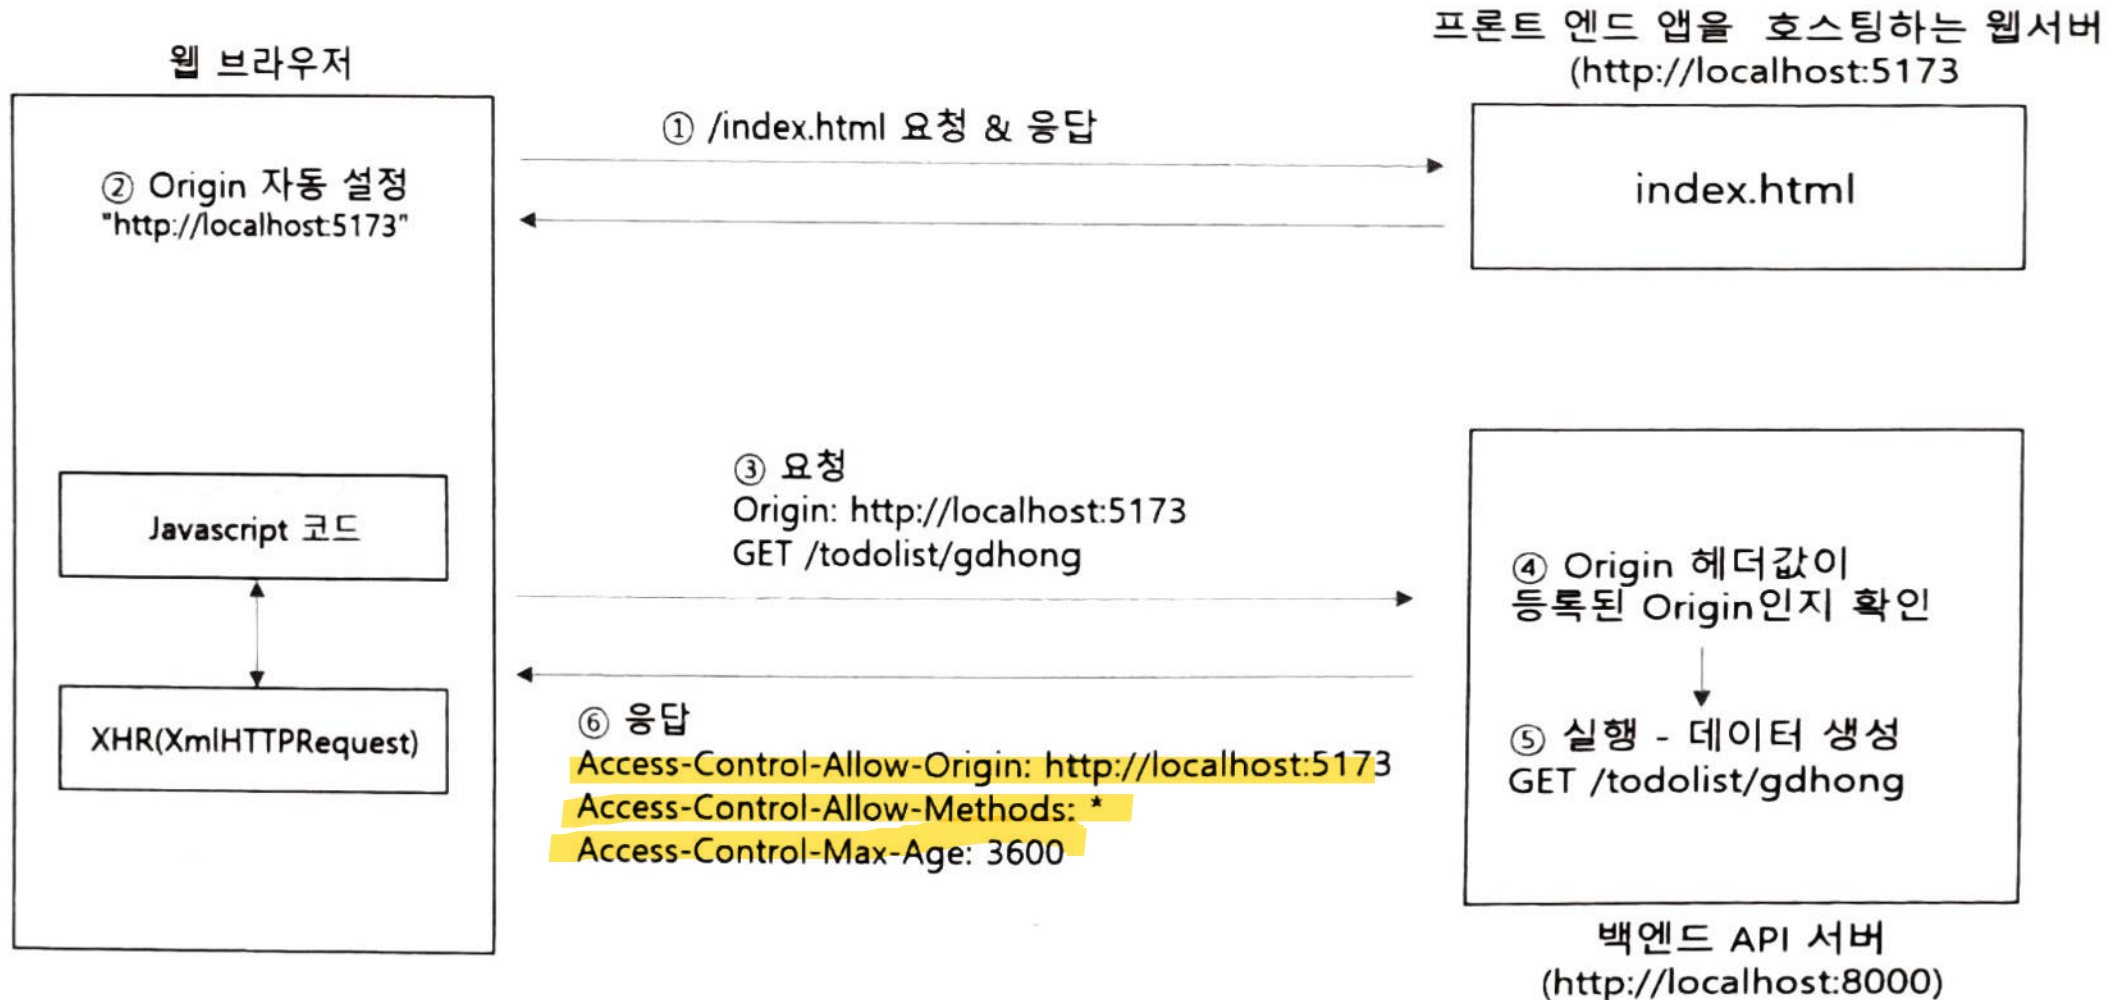 프론트 엔드 앱을 호스팅하는 웹서버
(http://localhost:5173
웹 브라우저
① /index.html 요청 & 응답
index.html
② Origin 자동 설정
"http://localhost:5173"
③ 요청
Origin: http://localhost:5173
GET /todolist/gdhong
Javascript 코드
XHR(XmlHTTPRequest)
④ Origin 헤더값이
등록된 Origin인지 확인
⑤ 실행 - 데이터 생성
GET /todolist/gdhong
⑥ 응답
Access-Control-Allow-Origin: http://localhost:5173
Access-Control-Allow-Methods: *
Access-Control-Max-Age: 3600
백엔드 API 서버
(http://localhost:8000)